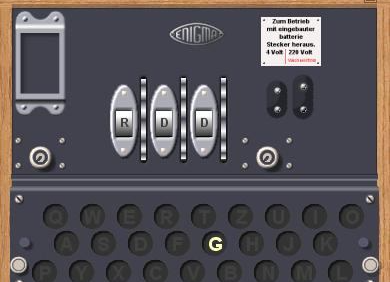 ENIGMA
Zum Betrieb
mit eingebauter
batterie
Stecker heraus.
4 Volt | 220 Volt
R D D
Q W E R T Z U I O
A S D F G H J K
P Y X C V B N M L